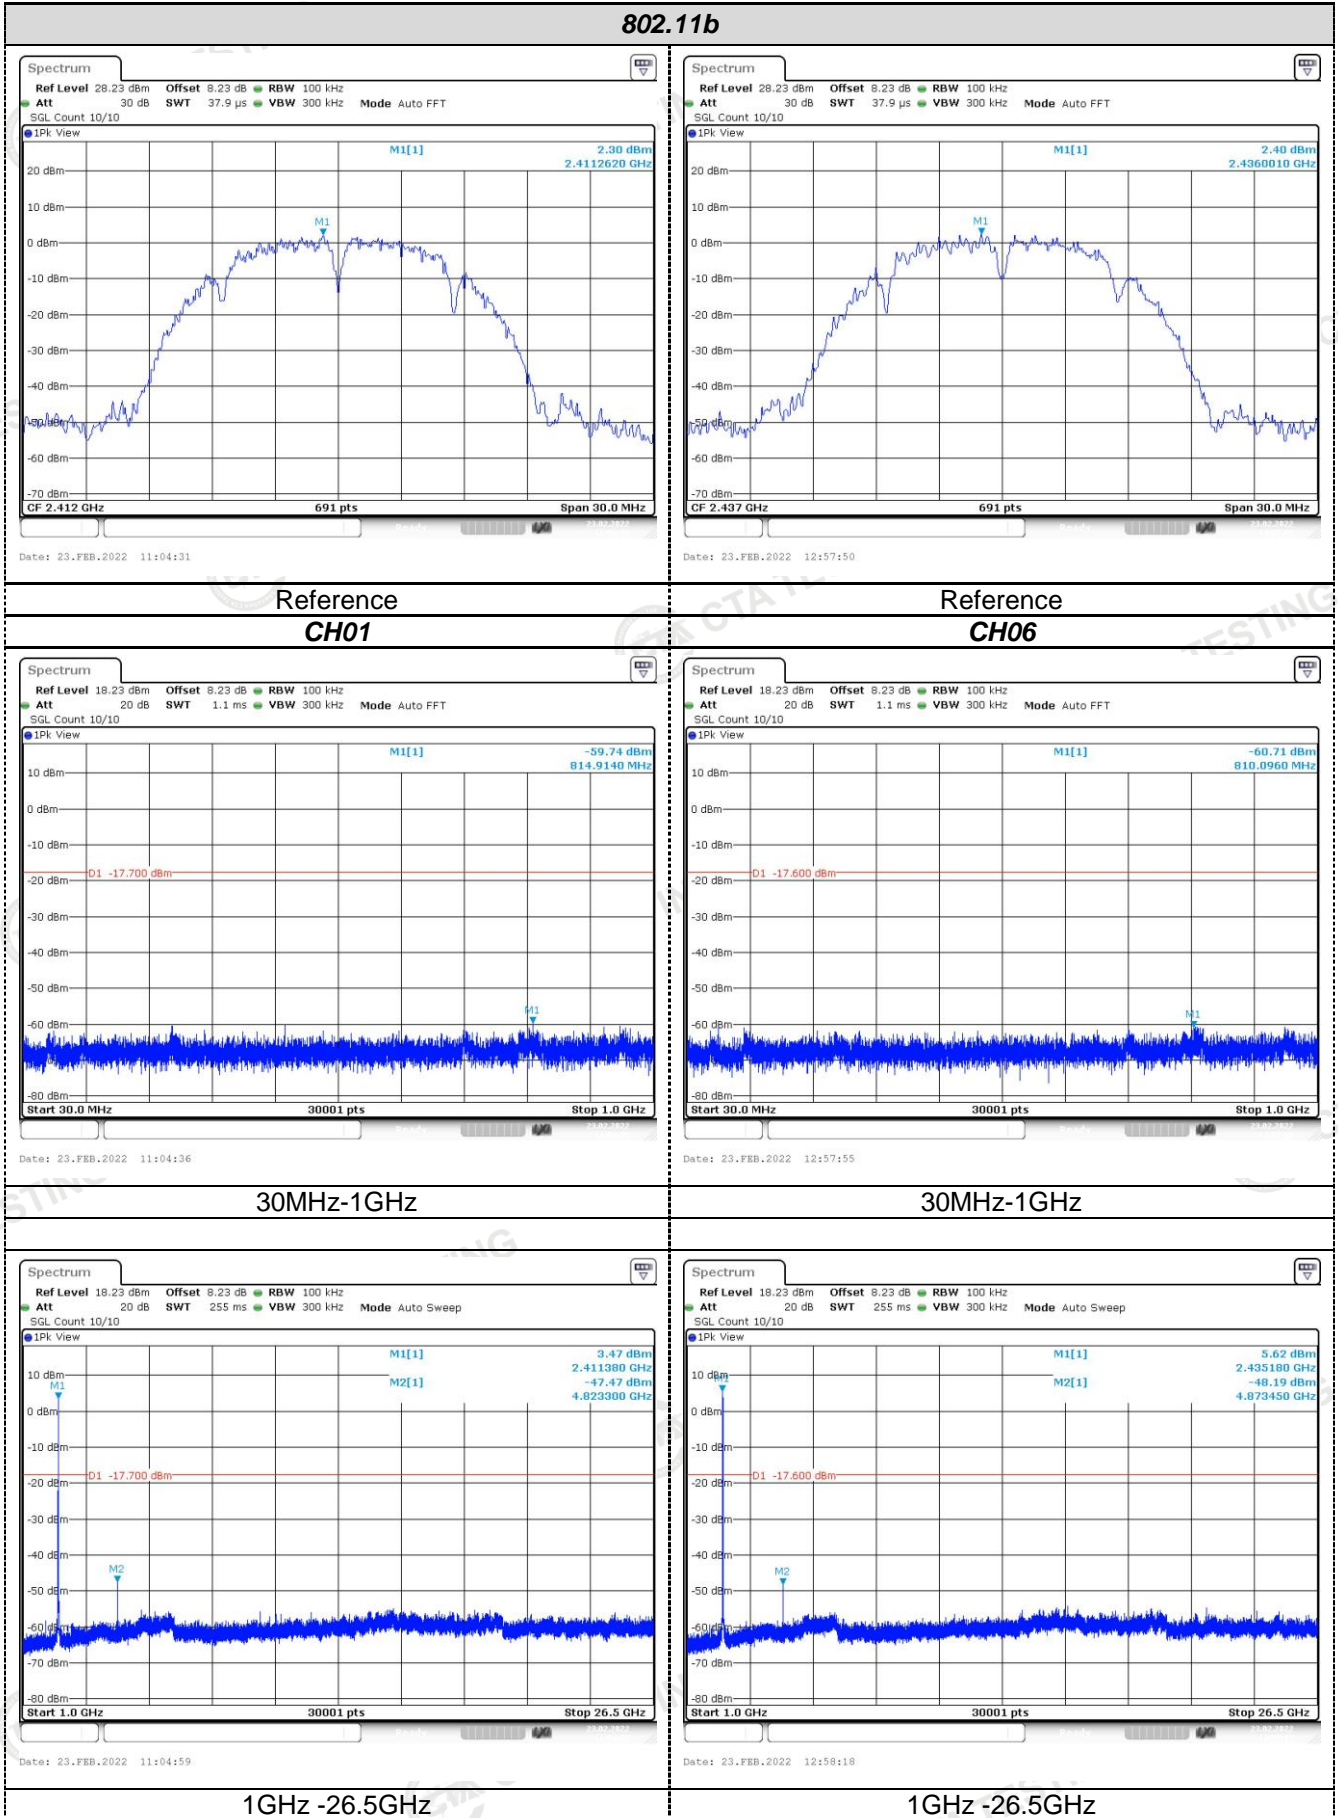 802.11b
Spectrum
Ref Level 28.23 dBm Offset 8.23 dB RBW 100 kHz
Att 30 dB SWT 37.9 µs VBW 300 kHz Mode Auto FFT
SGL Count 10/10
1Pk View
M1[1] 2.30 dBm
2.4112620 GHz
20 dBm
10 dBm
M1
0 dBm
-10 dBm
-20 dBm
-30 dBm
-40 dBm
-50 dBm
-60 dBm
-70 dBm
CF 2.412 GHz 691 pts Span 30.0 MHz
Date: 23.FEB.2022 11:04:31
Spectrum
Ref Level 28.23 dBm Offset 8.23 dB RBW 100 kHz
Att 30 dB SWT 37.9 µs VBW 300 kHz Mode Auto FFT
SGL Count 10/10
1Pk View
M1[1] 2.40 dBm
2.4360010 GHz
20 dBm
10 dBm
M1
0 dBm
-10 dBm
-20 dBm
-30 dBm
-40 dBm
-50 dBm
-60 dBm
-70 dBm
CF 2.437 GHz 691 pts Span 30.0 MHz
Date: 23.FEB.2022 12:57:50
Reference Reference
CH01 CH06
Spectrum
Ref Level 18.23 dBm Offset 8.23 dB RBW 100 kHz
Att 20 dB SWT 1.1 ms VBW 300 kHz Mode Auto FFT
SGL Count 10/10
1Pk View
M1[1] -59.74 dBm
814.9140 MHz
10 dBm
0 dBm
-10 dBm
D1 -17.700 dBm
-20 dBm
-30 dBm
-40 dBm
-50 dBm
M1
-60 dBm
-80 dBm
Start 30.0 MHz 30001 pts Stop 1.0 GHz
Date: 23.FEB.2022 11:04:36
Spectrum
Ref Level 18.23 dBm Offset 8.23 dB RBW 100 kHz
Att 20 dB SWT 1.1 ms VBW 300 kHz Mode Auto FFT
SGL Count 10/10
1Pk View
M1[1] -60.71 dBm
810.0960 MHz
10 dBm
0 dBm
-10 dBm
D1 -17.600 dBm
-20 dBm
-30 dBm
-40 dBm
-50 dBm
M1
-60 dBm
-80 dBm
Start 30.0 MHz 30001 pts Stop 1.0 GHz
Date: 23.FEB.2022 12:57:55
30MHz-1GHz 30MHz-1GHz
Spectrum
Ref Level 18.23 dBm Offset 8.23 dB RBW 100 kHz
Att 20 dB SWT 255 ms VBW 300 kHz Mode Auto Sweep
SGL Count 10/10
1Pk View
M1[1] 3.47 dBm
2.411380 GHz
M2[1] -47.47 dBm
4.823300 GHz
10 dBm
M1
0 dBm
-10 dBm
D1 -17.700 dBm
-20 dBm
-30 dBm
-40 dBm
M2
-50 dBm
-60 dBm
-70 dBm
-80 dBm
Start 1.0 GHz 30001 pts Stop 26.5 GHz
Date: 23.FEB.2022 11:04:59
Spectrum
Ref Level 18.23 dBm Offset 8.23 dB RBW 100 kHz
Att 20 dB SWT 255 ms VBW 300 kHz Mode Auto Sweep
SGL Count 10/10
1Pk View
M1[1] 5.62 dBm
2.435180 GHz
M2[1] -48.19 dBm
4.873450 GHz
10 dBm
M1
0 dBm
-10 dBm
D1 -17.600 dBm
-20 dBm
-30 dBm
-40 dBm
M2
-50 dBm
-60 dBm
-70 dBm
-80 dBm
Start 1.0 GHz 30001 pts Stop 26.5 GHz
Date: 23.FEB.2022 12:58:18
1GHz -26.5GHz 1GHz -26.5GHz